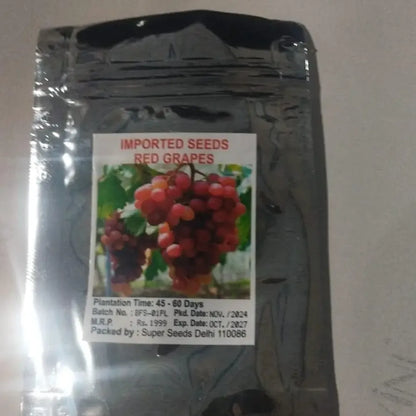 IMPORTED SEEDS
RED GRAPES
Plantation Time: 45 - 60 Days
Batch No. : BFS-01PL Pkd. Date: NOV./2024
M.R.P. : Rs. 1999 Exp. Date: OCT./2027
Packed by : Super Seeds Delhi 110086